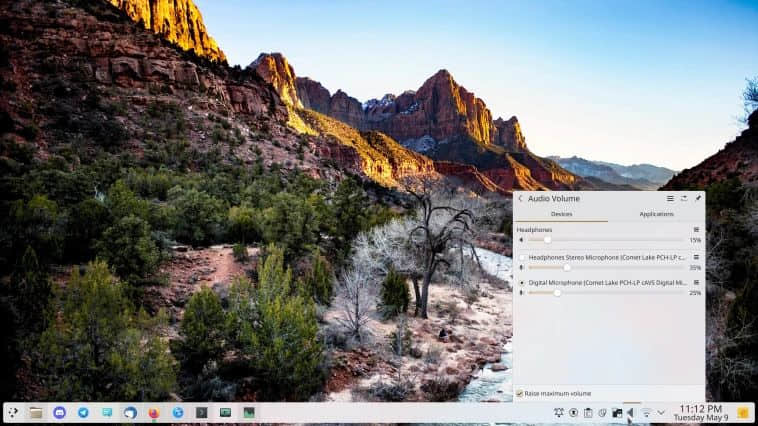 Audio Volume
Devices
Applications
Headphones
15%
Headphones Stereo Microphone (Comet Lake PCH-LP c...
35%
Digital Microphone (Comet Lake PCH-LP cAVS Digital Mi...
25%
Raise maximum volume
11:12 PM
Tuesday May 9